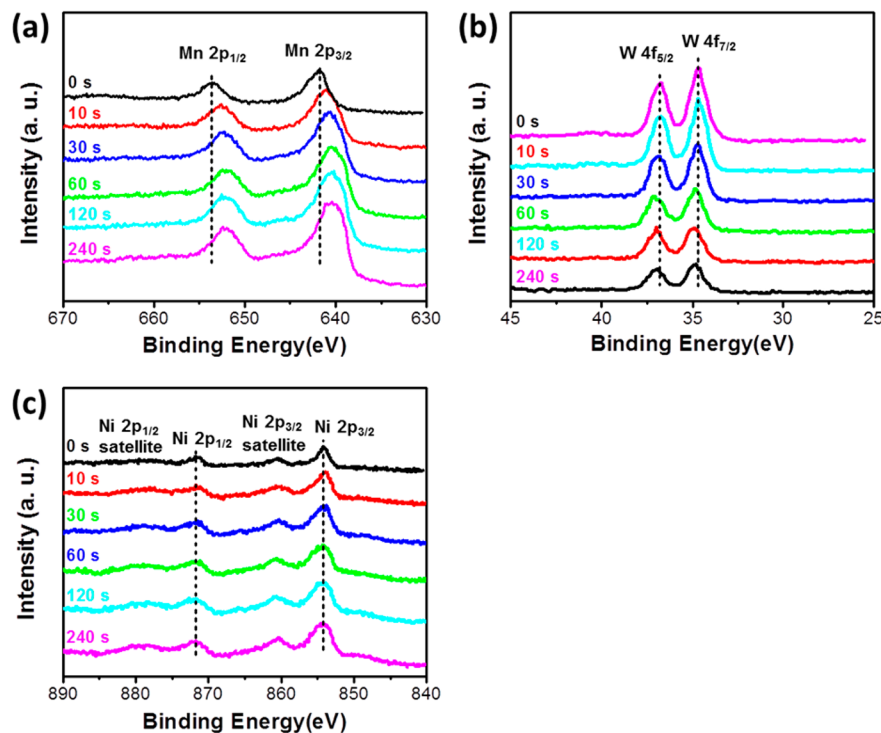 (a)
Mn 2p1/2
Mn 2p3/2
0 s
10 s
30 s
60 s
120 s
240 s
Intensity (a. u.)
670
660
650
640
630
Binding Energy(eV)
(b)
W 4f5/2
W 4f7/2
0 s
10 s
30 s
60 s
120 s
240 s
Intensity (a. u.)
45
40
35
30
25
Binding Energy(eV)
(c)
Ni 2p1/2
satellite
Ni 2p1/2
Ni 2p3/2
satellite
Ni 2p3/2
0 s
10 s
30 s
60 s
120 s
240 s
Intensity (a. u.)
890
880
870
860
850
840
Binding Energy(eV)